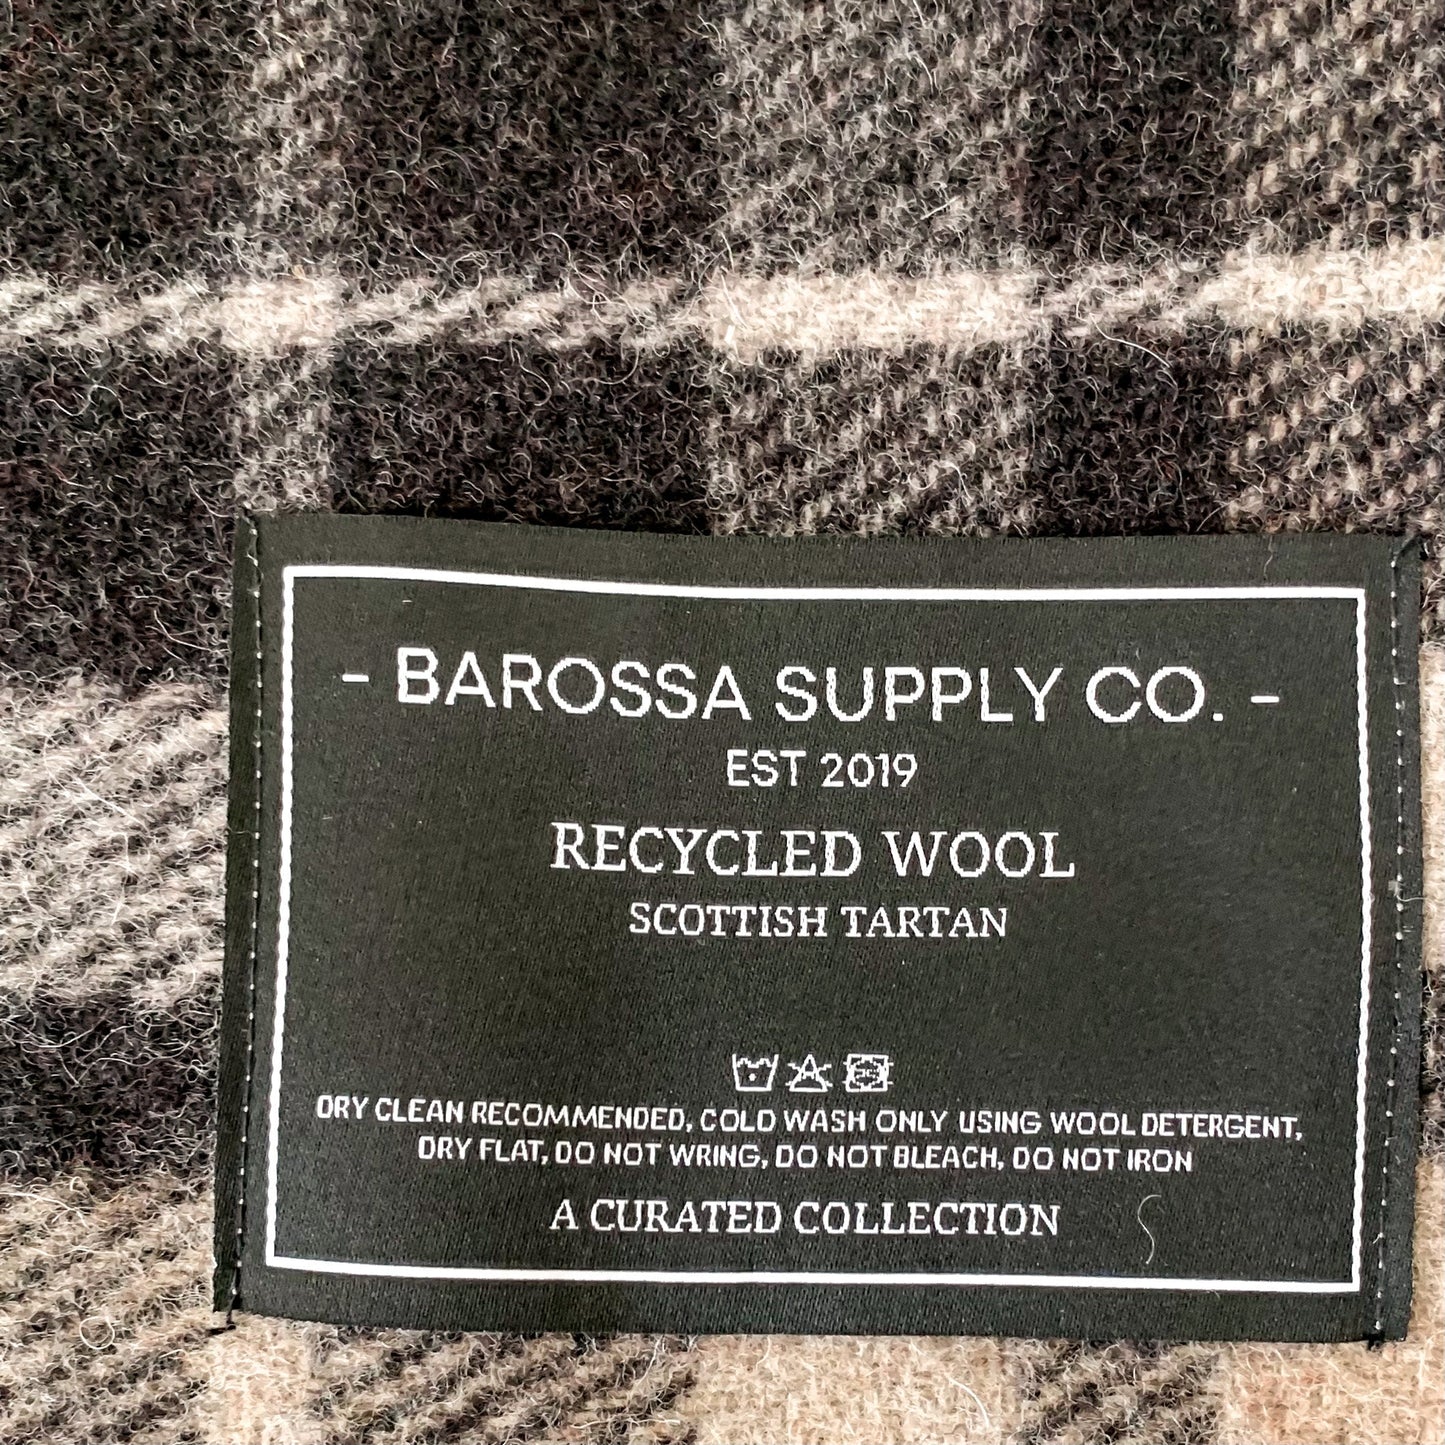 - BAROSSA SUPPLY CO. -
EST 2019
RECYCLED WOOL
SCOTTISH TARTAN
DRY CLEAN RECOMMENDED, COLD WASH ONLY USING WOOL DETERGENT,
DRY FLAT, DO NOT WRING, DO NOT BLEACH, DO NOT IRON
A CURATED COLLECTION